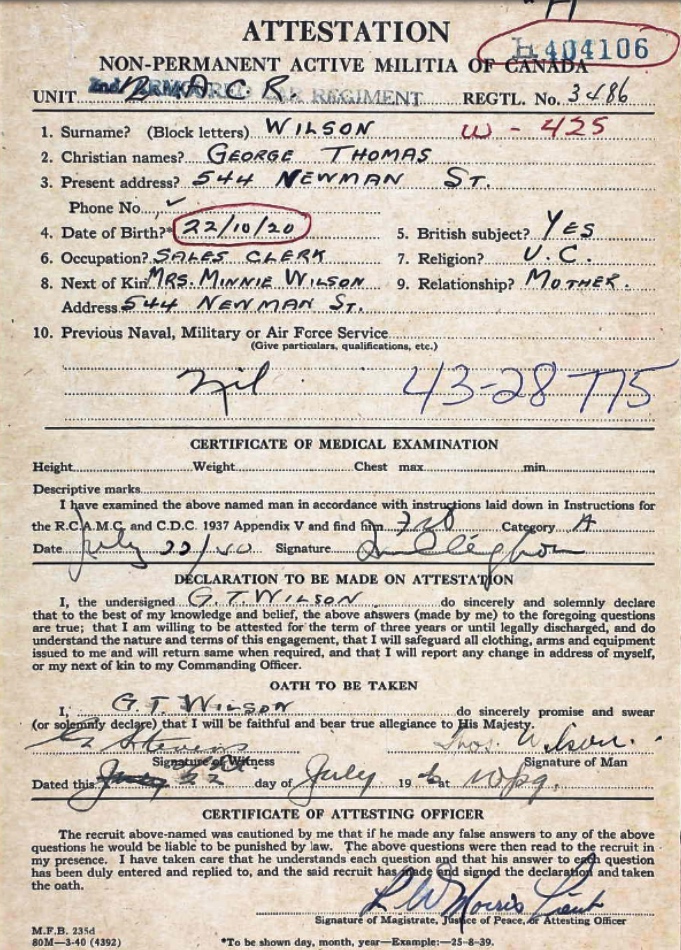 "A
ATTESTATION
H 404106
NON-PERMANENT ACTIVE MILITIA OF CANADA
UNIT 2nd ARMOURED CAR REGIMENT A C R REGTL. No. 3486
1. Surname? (Block letters) WILSON W - 425
2. Christian names? GEORGE THOMAS
3. Present address? 544 NEWMAN ST.
Phone No.
4. Date of Birth?* 22/10/20 5. British subject? YES
6. Occupation? SALES CLERK 7. Religion? U.C.
8. Next of Kin MRS. MINNIE WILSON 9. Relationship? MOTHER.
Address 544 NEWMAN ST.
10. Previous Naval, Military or Air Force Service
(Give particulars, qualifications, etc.)
Nil 43-28 775
CERTIFICATE OF MEDICAL EXAMINATION
Height Weight Chest max min
Descriptive marks
I have examined the above named man in accordance with instructions laid down in Instructions for
the R.C.A.M.C. and C.D.C. 1937 Appendix V and find him Category A
Date July 22/40 Signature
DECLARATION TO BE MADE ON ATTESTATION
I, the undersigned G.T. WILSON do sincerely and solemnly declare
that to the best of my knowledge and belief, the above answers (made by me) to the foregoing questions
are true; that I am willing to be attested for the term of three years or until legally discharged, and do
understand the nature and terms of this engagement, that I will safeguard all clothing, arms and equipment
issued to me and will return same when required, and that I will report any change in address of myself,
or my next of kin to my Commanding Officer.
OATH TO BE TAKEN
I, G.T. WILSON do sincerely promise and swear
(or solemnly declare) that I will be faithful and bear true allegiance to His Majesty.
Stevens Thos. Wilson.
Signature of Witness Signature of Man
Dated this 22 day of July 19 at Wpg.
CERTIFICATE OF ATTESTING OFFICER
The recruit above-named was cautioned by me that if he made any false answers to any of the above
questions he would be liable to be punished by law. The above questions were then read to the recruit in
my presence. I have taken care that he understands each question and that his answer to each question
has been duly entered and replied to, and the said recruit has made and signed the declaration and taken
the oath.
Morris Lieut
Signature of Magistrate, Justice of Peace, or Attesting Officer
M.F.B. 235d
80M—3-40 (4392) *To be shown day, month, year—Example:—25-8-39.